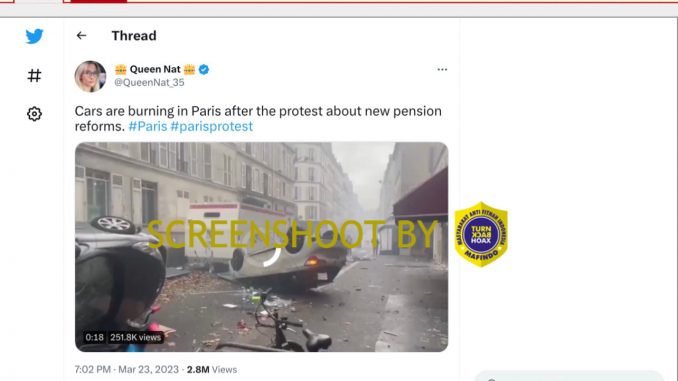 Thread
Queen Nat
@QueenNat_35
Cars are burning in Paris after the protest about new pension
reforms. #Paris #parisprotest
SCREENSHOOT BY
MASYARAKAT ANTI FITNAH INDONESIA
TURN
BACK
HOAX
MAFINDO
0:18 251.8K views
7:02 PM · Mar 23, 2023 · 2.8M Views